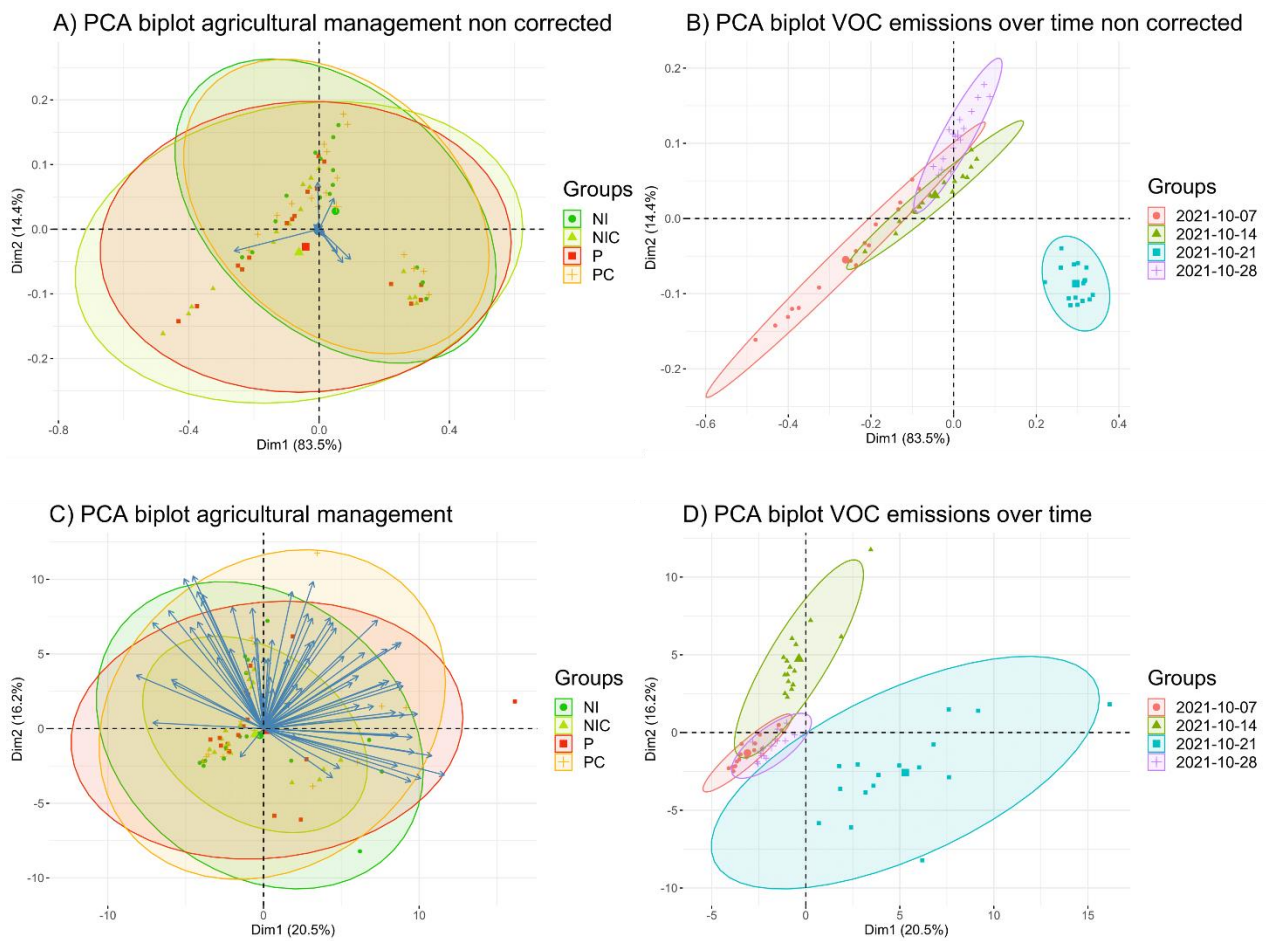 A) PCA biplot agricultural management non corrected
0.2
0.1
0.0
-0.1
-0.2
Dim2 (14.4%)
-0.8
-0.4
0.0
0.4
Dim1 (83.5%)
Groups
NI
NIC
P
PC
B) PCA biplot VOC emissions over time non corrected
0.2
0.1
0.0
-0.1
-0.2
Dim2 (14.4%)
-0.6
-0.4
-0.2
0.0
0.2
0.4
Dim1 (83.5%)
Groups
2021-10-07
2021-10-14
2021-10-21
2021-10-28
C) PCA biplot agricultural management
10
5
0
-5
-10
Dim2 (16.2%)
-10
0
10
Dim1 (20.5%)
Groups
NI
NIC
P
PC
D) PCA biplot VOC emissions over time
10
5
0
-5
-10
Dim2 (16.2%)
-5
0
5
10
15
Dim1 (20.5%)
Groups
2021-10-07
2021-10-14
2021-10-21
2021-10-28